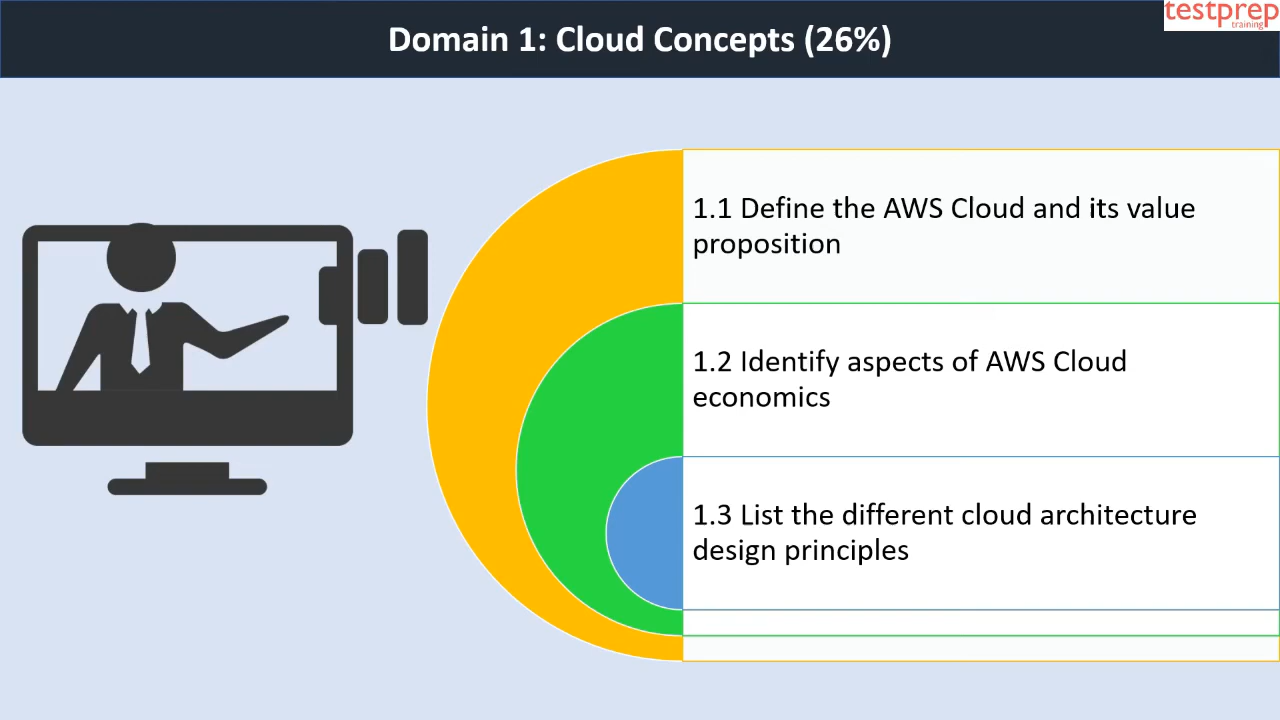 testprep
training
Domain 1: Cloud Concepts (26%)
1.1 Define the AWS Cloud and its value
proposition
1.2 Identify aspects of AWS Cloud
economics
1.3 List the different cloud architecture
design principles